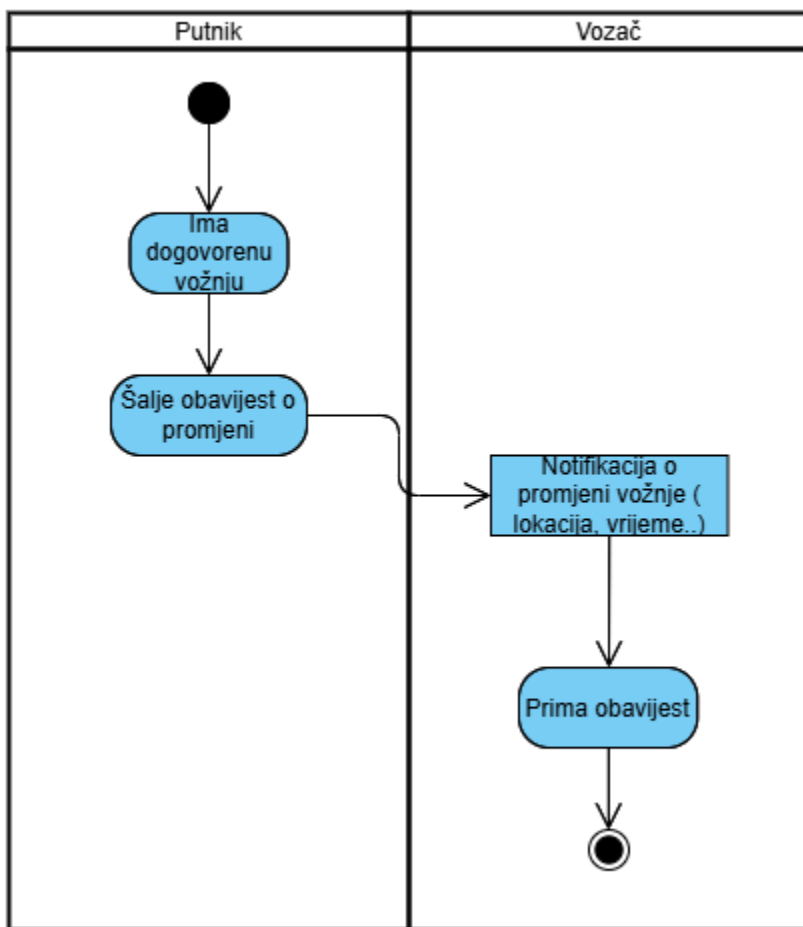 Putnik
Vozač
Ima
dogovorenu
vožnju
Šalje obavijest o
promjeni
Notifikacija o
promjeni vožnje (
lokacija, vrijeme..)
Prima obavijest